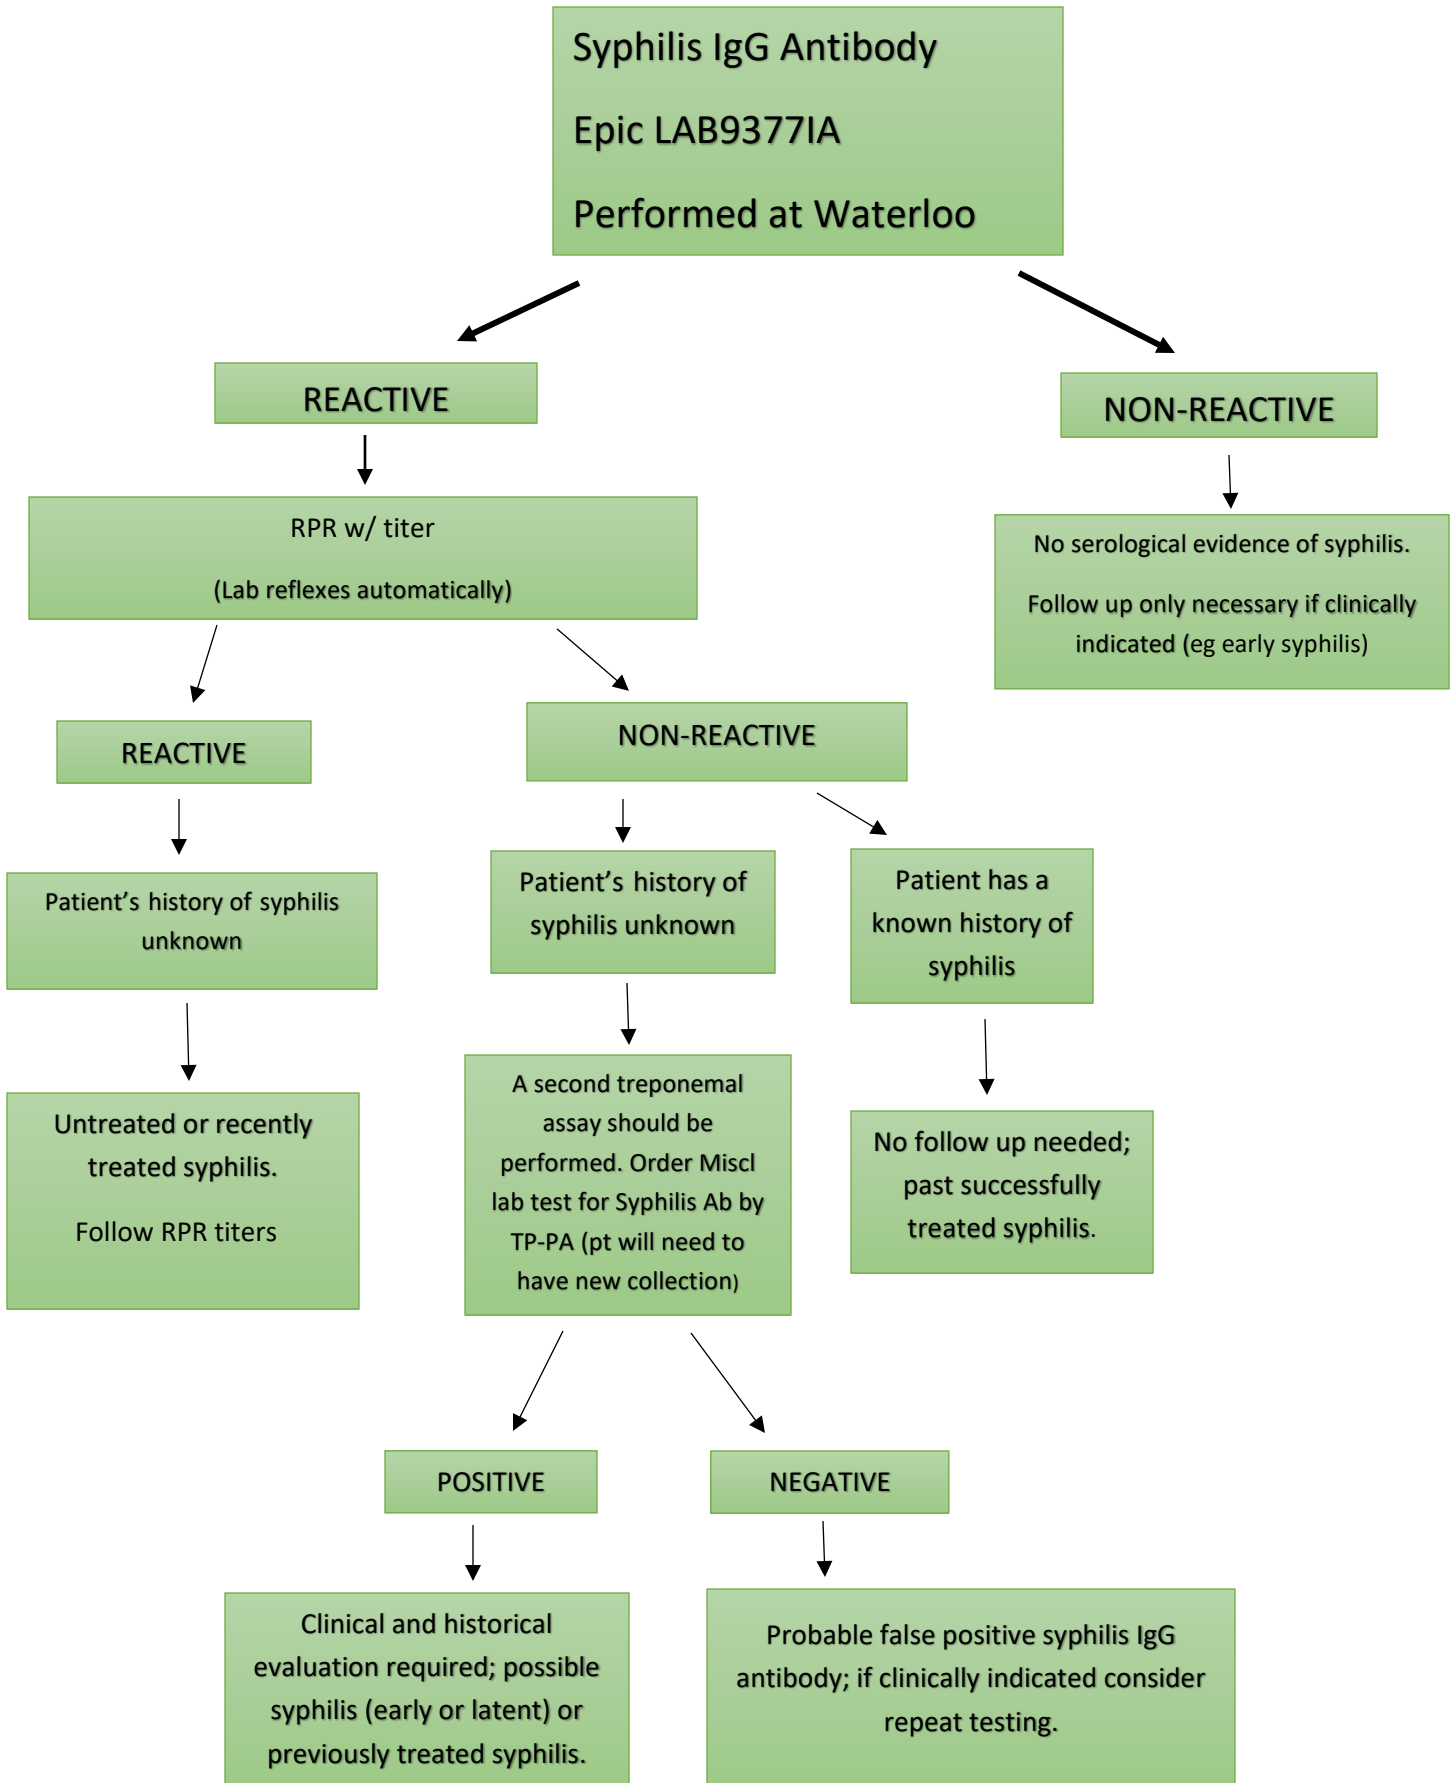 Syphilis IgG Antibody
Epic LAB9377IA
Performed at Waterloo
REACTIVE
NON-REACTIVE
RPR w/ titer
(Lab reflexes automatically)
No serological evidence of syphilis.
Follow up only necessary if clinically
indicated (eg early syphilis)
REACTIVE
NON-REACTIVE
Patient’s history of syphilis
unknown
Patient’s history of
syphilis unknown
Patient has a
known history of
syphilis
Untreated or recently
treated syphilis.
Follow RPR titers
A second treponemal
assay should be
performed. Order Miscl
lab test for Syphilis Ab by
TP-PA (pt will need to
have new collection)
No follow up needed;
past successfully
treated syphilis.
POSITIVE
NEGATIVE
Clinical and historical
evaluation required; possible
syphilis (early or latent) or
previously treated syphilis.
Probable false positive syphilis IgG
antibody; if clinically indicated consider
repeat testing.